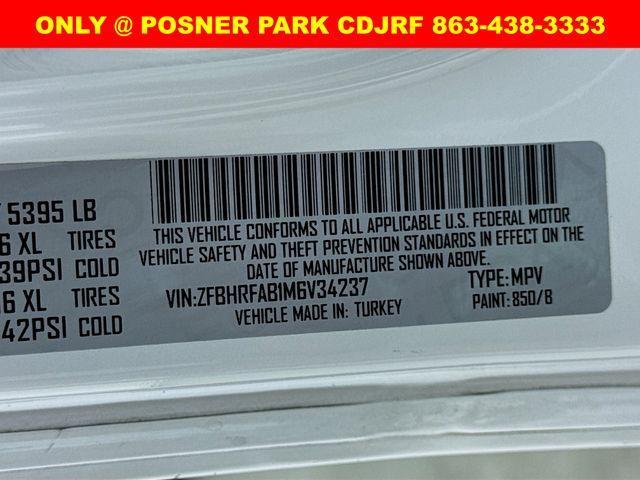 ONLY @ POSNER PARK CDJRF 863-438-3333
5395 LB
6 XL TIRES
39PSI COLD
6 XL TIRES
42PSI COLD
THIS VEHICLE CONFORMS TO ALL APPLICABLE U.S. FEDERAL MOTOR
VEHICLE SAFETY AND THEFT PREVENTION STANDARDS IN EFFECT ON THE
DATE OF MANUFACTURE SHOWN ABOVE.
VIN:ZFBHRFAB1M6V34237 TYPE:MPV
VEHICLE MADE IN: TURKEY PAINT:850/B